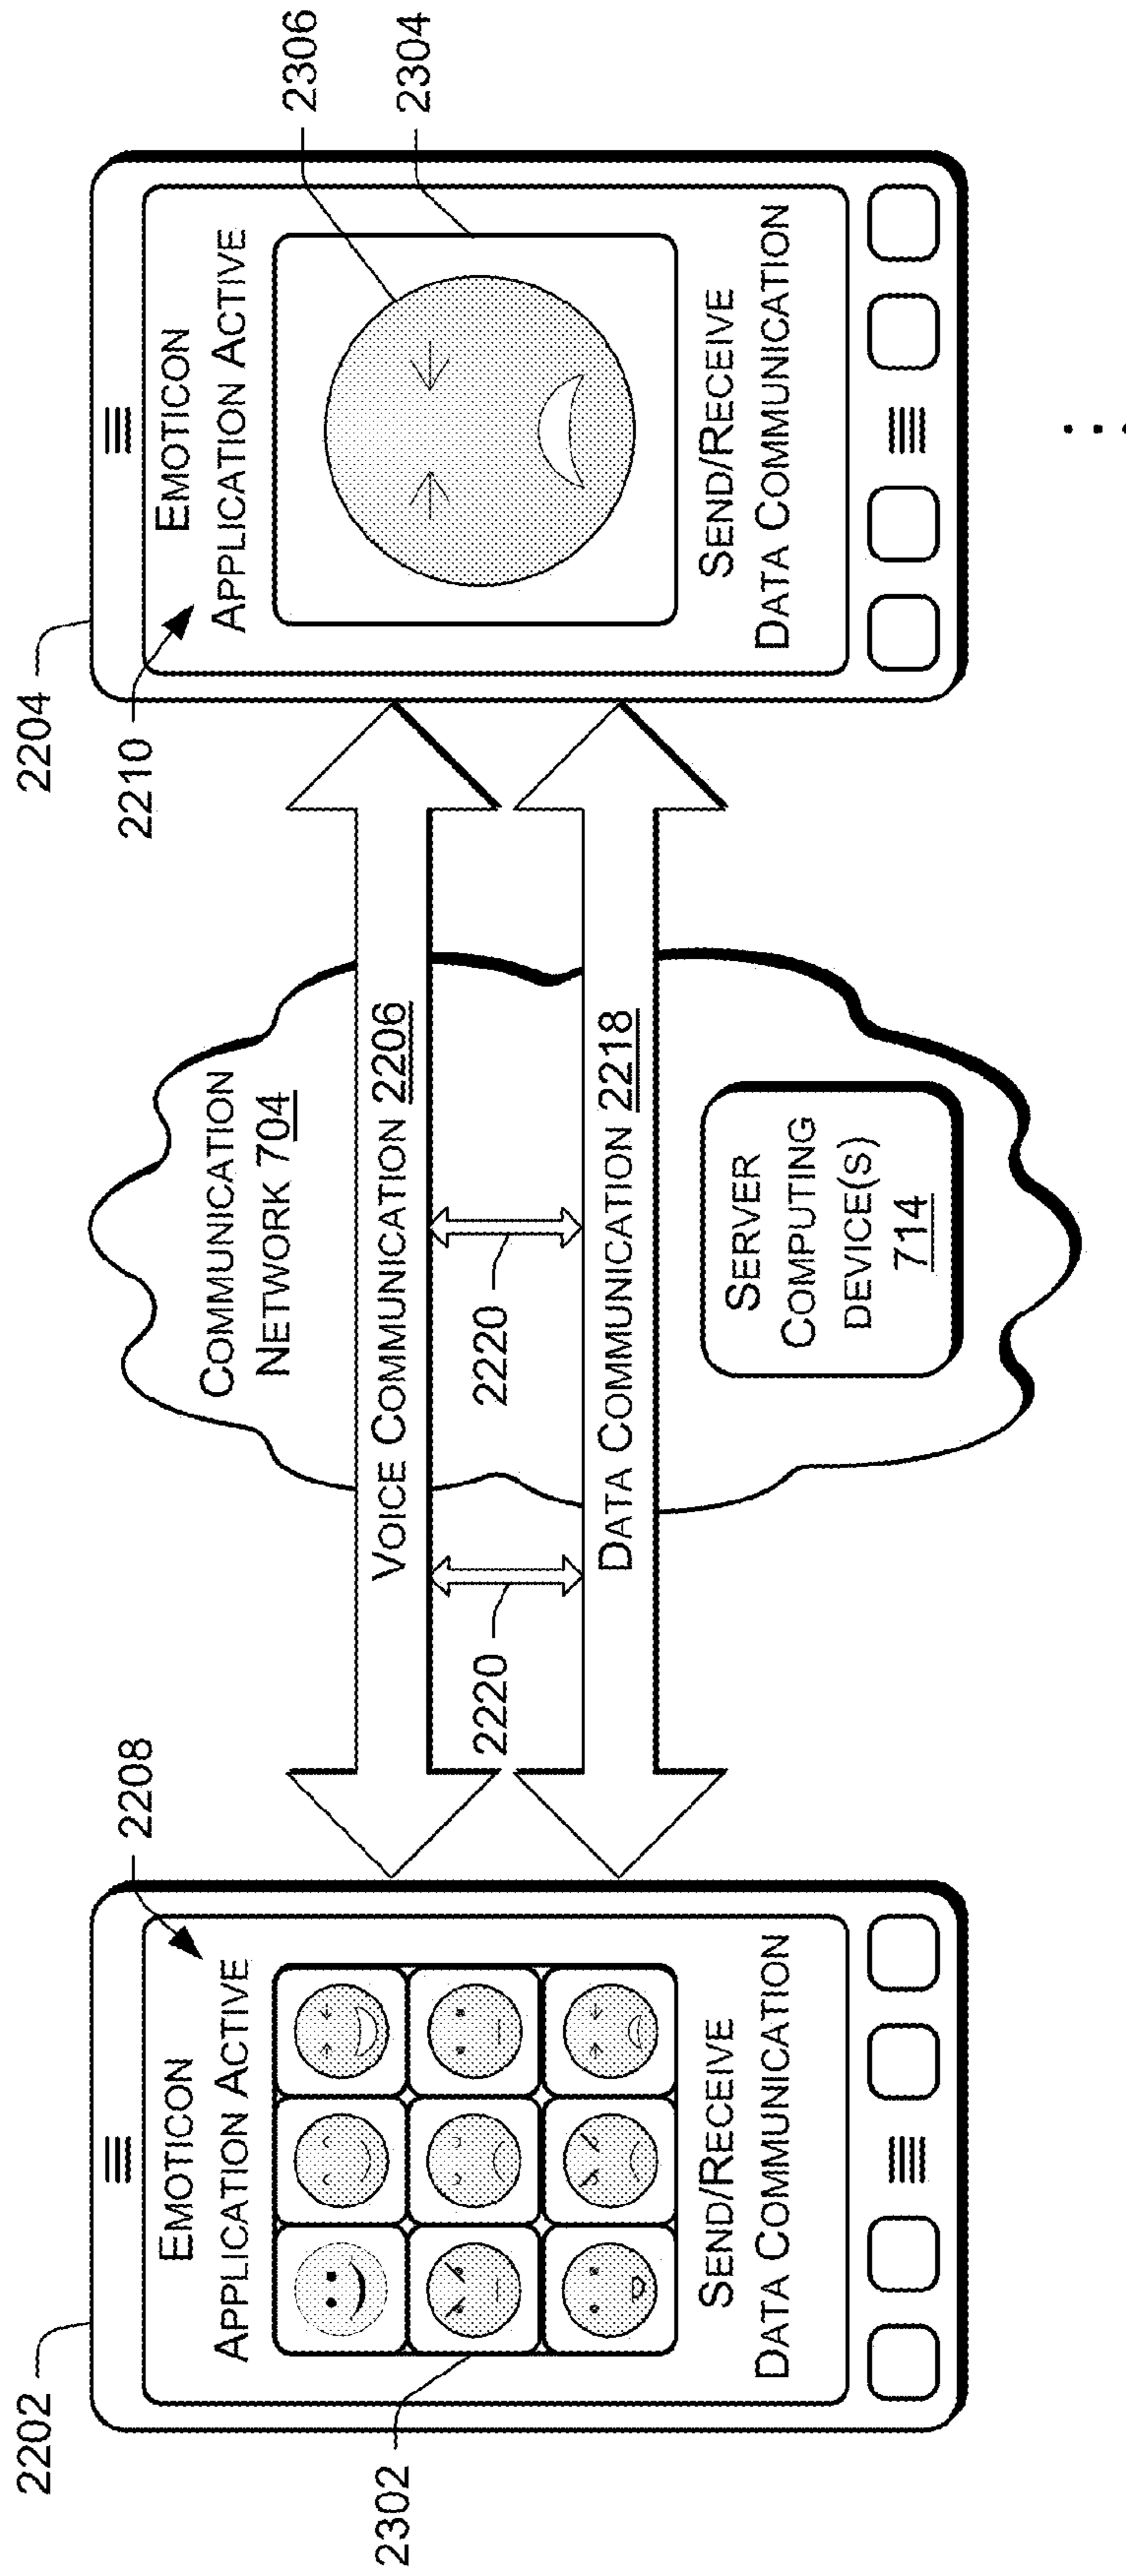 2202
2208
2204
2210
EMOTICON
APPLICATION ACTIVE
2302
SEND/RECEIVE
DATA COMMUNICATION
COMMUNICATION
NETWORK 704
VOICE COMMUNICATION 2206
2220
2220
DATA COMMUNICATION 2218
SERVER
COMPUTING
DEVICE(S)
714
EMOTICON
APPLICATION ACTIVE
2306
2304
SEND/RECEIVE
DATA COMMUNICATION